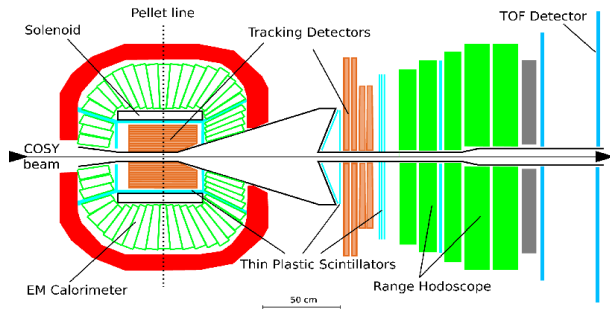 Pellet line
Solenoid
Tracking Detectors
TOF Detector
COSY
beam
Thin Plastic Scintillators
EM Calorimeter
Range Hodoscope
50 cm